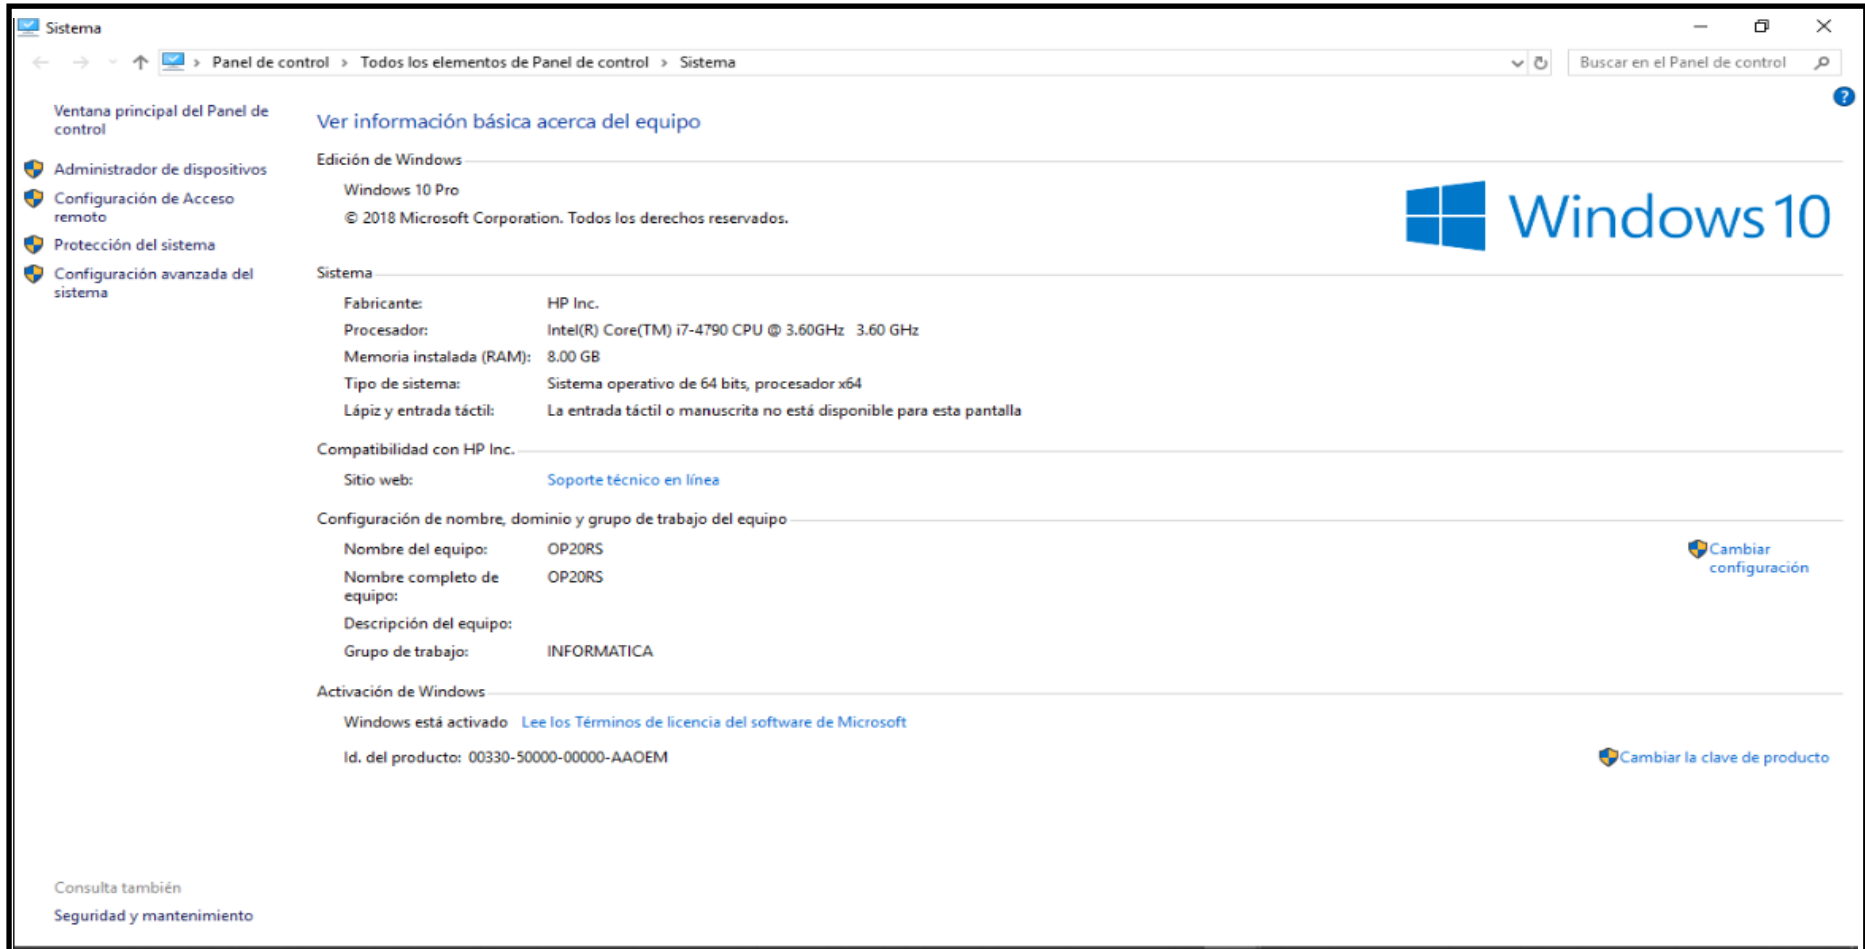 Sistema
Panel de control > Todos los elementos de Panel de control > Sistema
Buscar en el Panel de control
Ventana principal del Panel de
control
Administrador de dispositivos
Configuración de Acceso
remoto
Protección del sistema
Configuración avanzada del
sistema
Ver información básica acerca del equipo
Edición de Windows
Windows 10 Pro
© 2018 Microsoft Corporation. Todos los derechos reservados.
Windows 10
Sistema
Fabricante: HP Inc.
Procesador: Intel(R) Core(TM) i7-4790 CPU @ 3.60GHz 3.60 GHz
Memoria instalada (RAM): 8.00 GB
Tipo de sistema: Sistema operativo de 64 bits, procesador x64
Lápiz y entrada táctil: La entrada táctil o manuscrita no está disponible para esta pantalla
Compatibilidad con HP Inc.
Sitio web: Soporte técnico en línea
Configuración de nombre, dominio y grupo de trabajo del equipo
Nombre del equipo: OP20RS
Cambiar
configuración
Nombre completo de OP20RS
equipo:
Descripción del equipo:
Grupo de trabajo: INFORMATICA
Activación de Windows
Windows está activado Lee los Términos de licencia del software de Microsoft
Id. del producto: 00330-50000-00000-AAOEM
Cambiar la clave de producto
Consulta también
Seguridad y mantenimiento